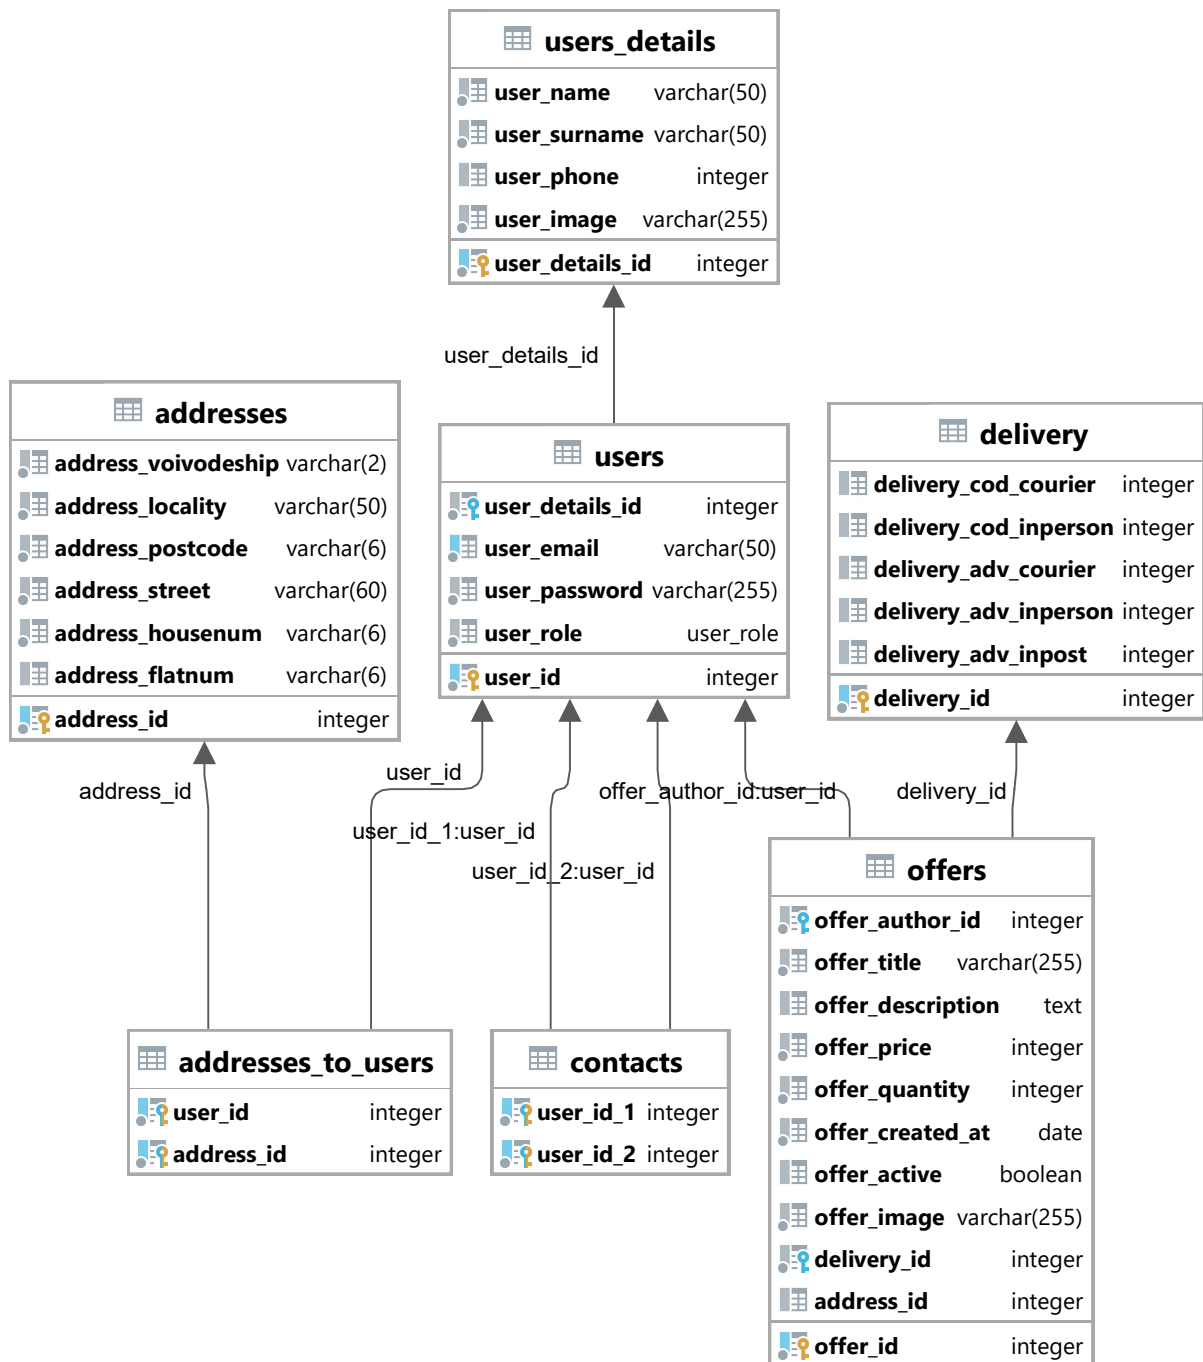 users_details
user_name varchar(50)
user_surname varchar(50)
user_phone integer
user_image varchar(255)
user_details_id integer
user_details_id
addresses
address_voivodeship varchar(2)
address_locality varchar(50)
address_postcode varchar(6)
address_street varchar(60)
address_housenum varchar(6)
address_flatnum varchar(6)
address_id integer
users
user_details_id integer
user_email varchar(50)
user_password varchar(255)
user_role user_role
user_id integer
delivery
delivery_cod_courier integer
delivery_cod_inperson integer
delivery_adv_courier integer
delivery_adv_inperson integer
delivery_adv_inpost integer
delivery_id integer
address_id
user_id
user_id_1:user_id
user_id_2:user_id
offer_author_id:user_id
delivery_id
addresses_to_users
user_id integer
address_id integer
contacts
user_id_1 integer
user_id_2 integer
offers
offer_author_id integer
offer_title varchar(255)
offer_description text
offer_price integer
offer_quantity integer
offer_created_at date
offer_active boolean
offer_image varchar(255)
delivery_id integer
address_id integer
offer_id integer